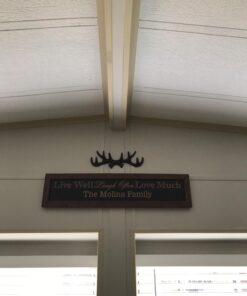 Live Well Laugh Often Love Much
The Molina Family